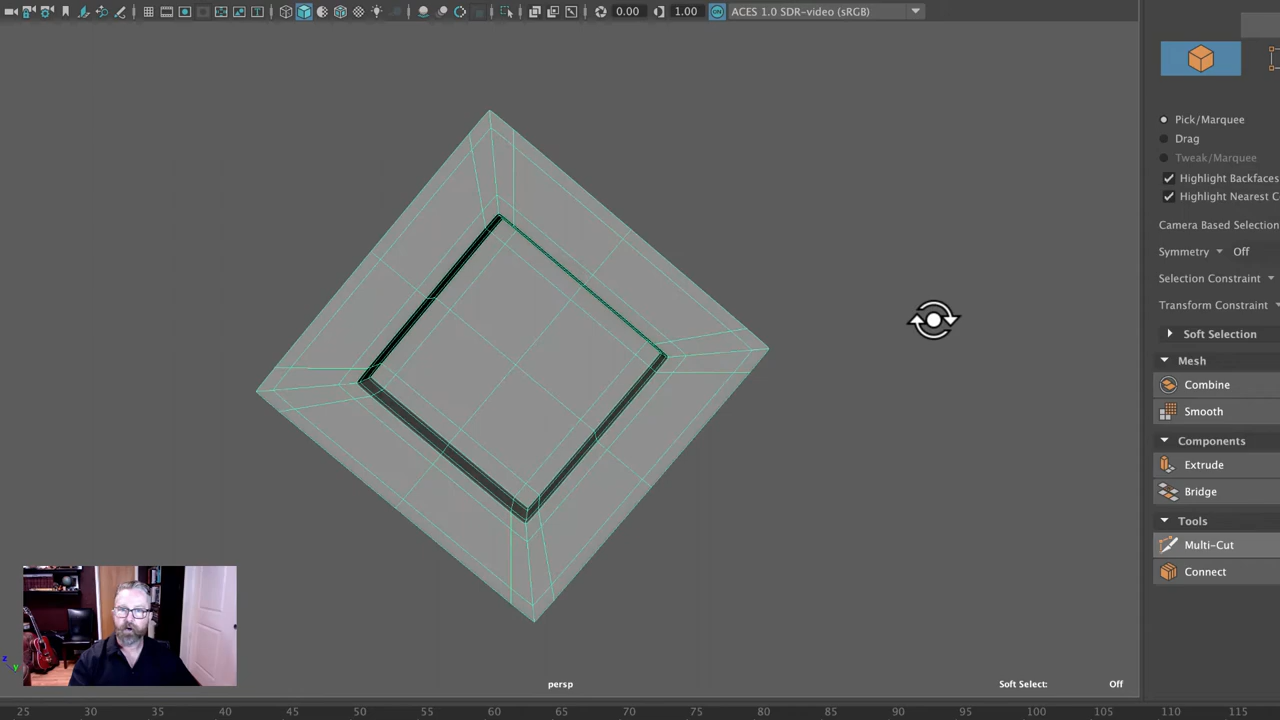 0.00
1.00
ON
ACES 1.0 SDR-video (sRGB)
Pick/Marquee
Drag
Tweak/Marquee
Highlight Backfaces
Highlight Nearest C
Camera Based Selection
Symmetry Off
Selection Constraint
Transform Constraint
Soft Selection
Mesh
Combine
Smooth
Components
Extrude
Bridge
Tools
Multi-Cut
Connect
z
y
persp
Soft Select: Off
25 30 35 40 45 50 55 60 65 70 75 80 85 90 95 100 105 110 115